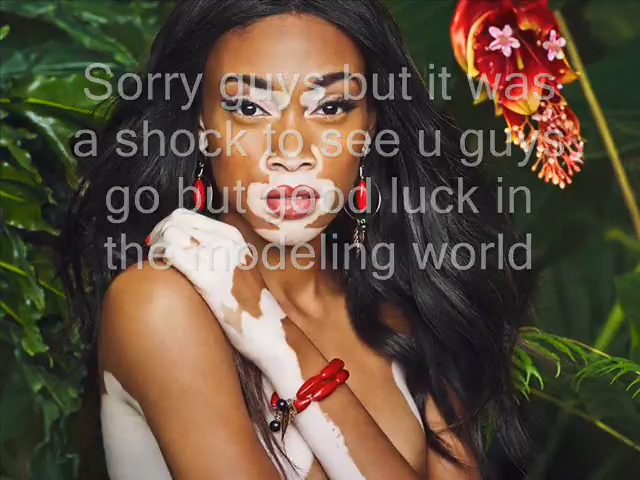 Sorry guys but it was
a shock to see u guys
go but good luck in
the modeling world